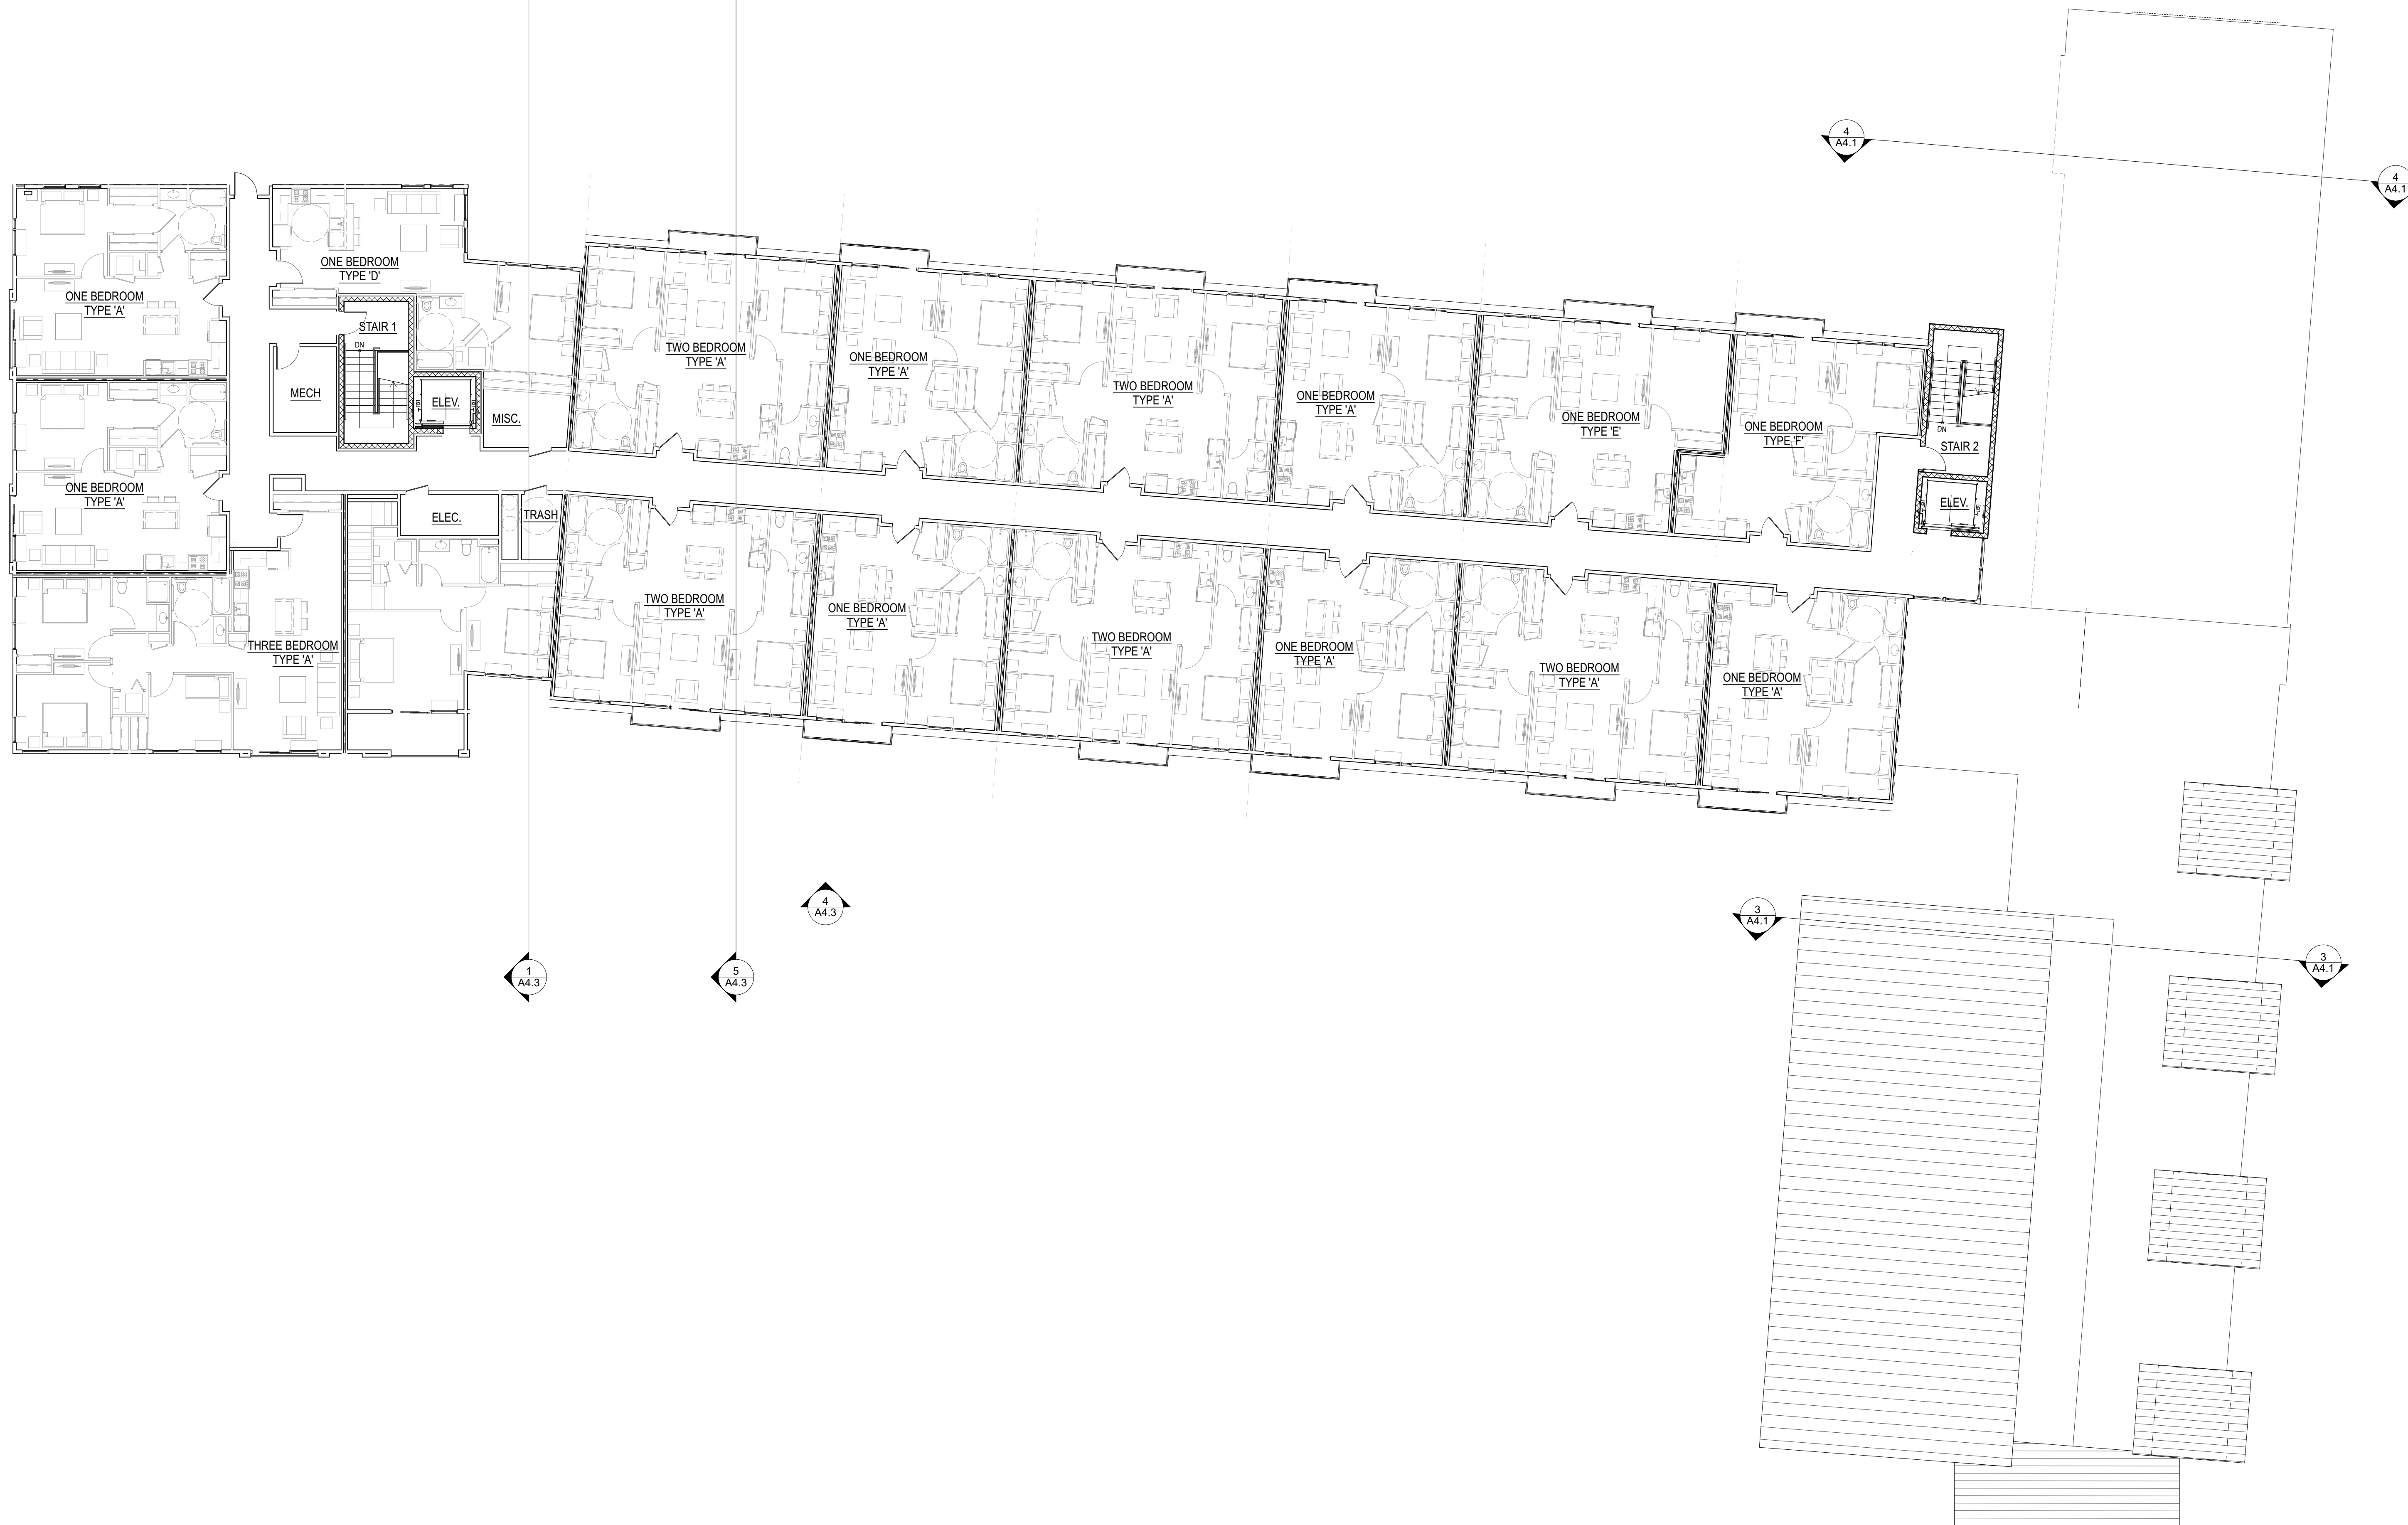 4
A4.1
4
A4.1
ONE BEDROOM
TYPE 'D'
ONE BEDROOM
TYPE 'A'
STAIR 1
DN
MECH
ELEV.
MISC.
TWO BEDROOM
TYPE 'A'
ONE BEDROOM
TYPE 'A'
TWO BEDROOM
TYPE 'A'
ONE BEDROOM
TYPE 'A'
ONE BEDROOM
TYPE 'E'
ONE BEDROOM
TYPE 'F'
DN
STAIR 2
ELEV.
ONE BEDROOM
TYPE 'A'
ELEC.
TRASH
THREE BEDROOM
TYPE 'A'
TWO BEDROOM
TYPE 'A'
ONE BEDROOM
TYPE 'A'
TWO BEDROOM
TYPE 'A'
ONE BEDROOM
TYPE 'A'
TWO BEDROOM
TYPE 'A'
ONE BEDROOM
TYPE 'A'
4
A4.3
3
A4.1
3
A4.1
1
A4.3
5
A4.3